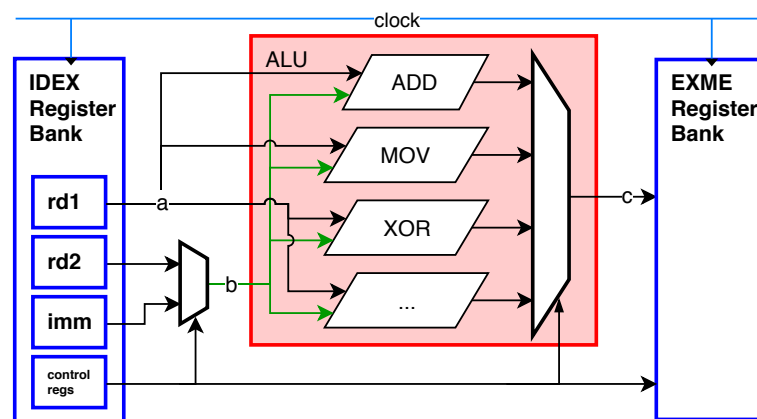 clock
IDEX
Register
Bank
ALU
ADD
EXME
Register
Bank
MOV
rd1
a
c
XOR
rd2
b
imm
...
control
regs